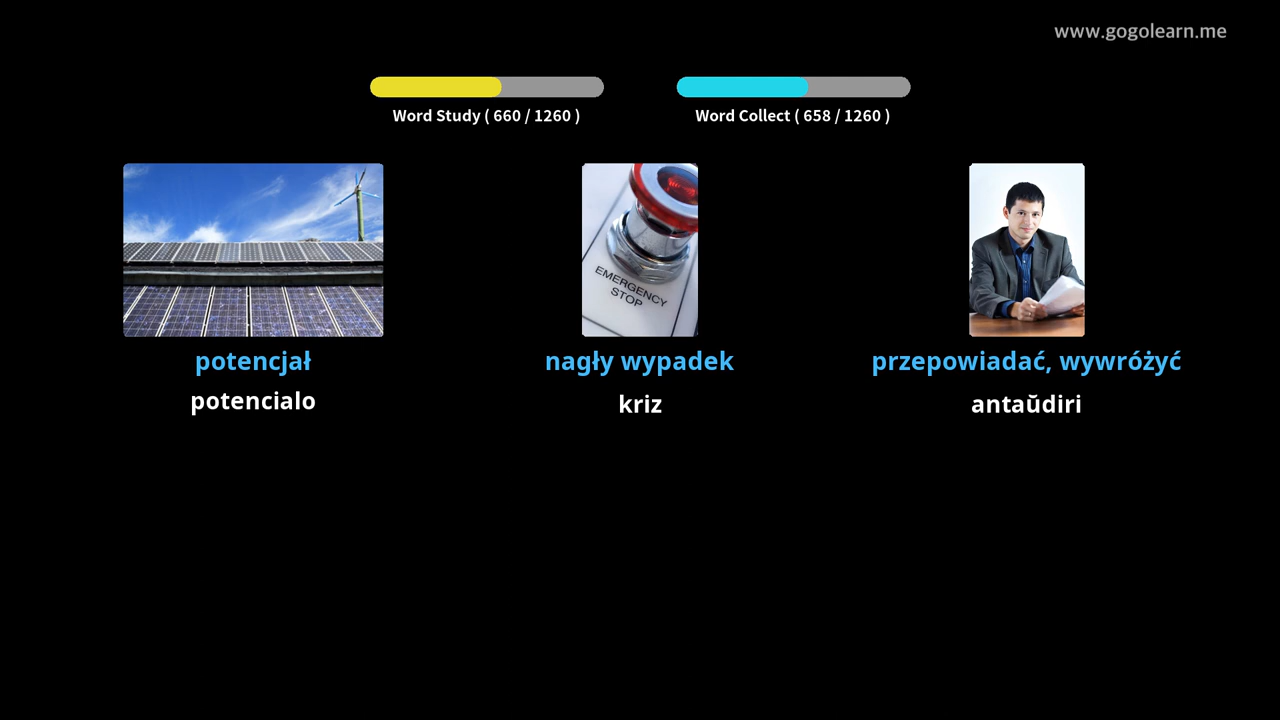 www.gogolearn.me
Word Study ( 660 / 1260 )
Word Collect ( 658 / 1260 )
EMERGENCY
STOP
potencjał
nagły wypadek
przepowiadać, wywróżyć
potencialo
kriz
antaŭdiri